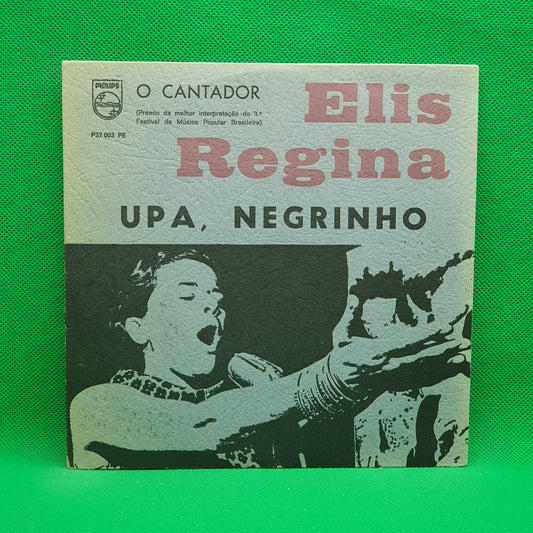 PHILIPS
P37.003 PE
O CANTADOR
(Prémio da melhor interpretação do 3.º
Festival da Música Popular Brasileira)
Elis
Regina
UPA, NEGRINHO